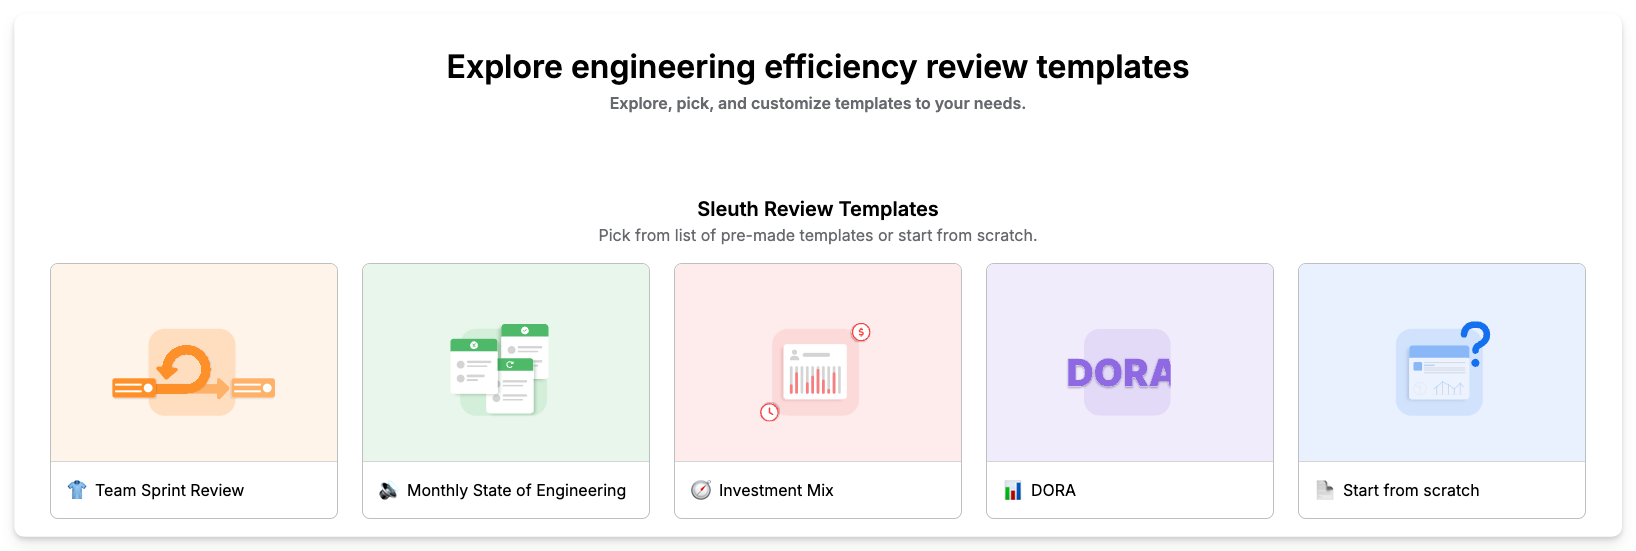 Explore engineering efficiency review templates
Explore, pick, and customize templates to your needs.
Sleuth Review Templates
Pick from list of pre-made templates or start from scratch.
$
DORA
Team Sprint Review
Monthly State of Engineering
Investment Mix
DORA
Start from scratch